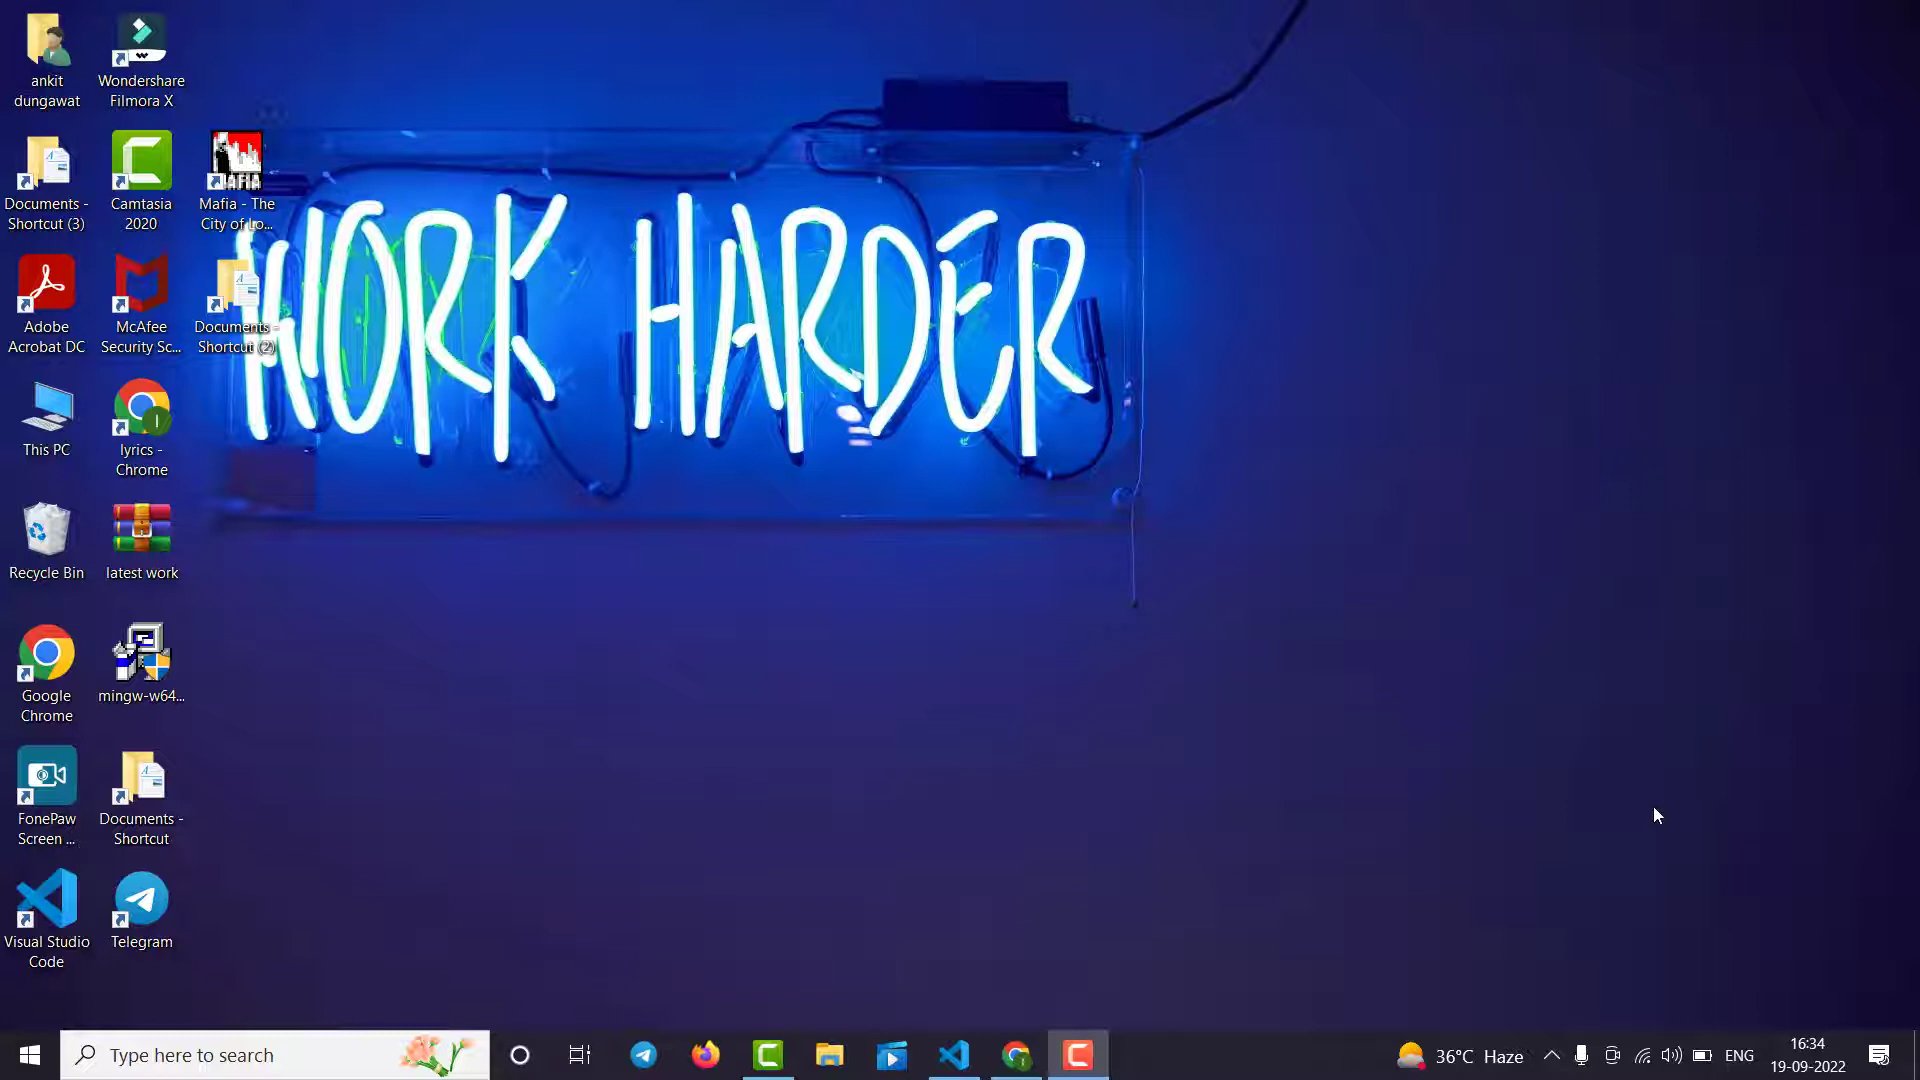 ankit
dungawat
Wondershare
Filmora X
Documents -
Shortcut (3)
Camtasia
2020
MAFIA
Mafia - The
City of Lo...
Adobe
Acrobat DC
McAfee
Security Sc...
Documents -
Shortcut (2)
WORK HARDER
This PC
lyrics -
Chrome
Recycle Bin
latest work
Google
Chrome
mingw-w64...
FonePaw
Screen ...
Documents -
Shortcut
Visual Studio
Code
Telegram
Type here to search
36°C Haze
ENG
16:34
19-09-2022